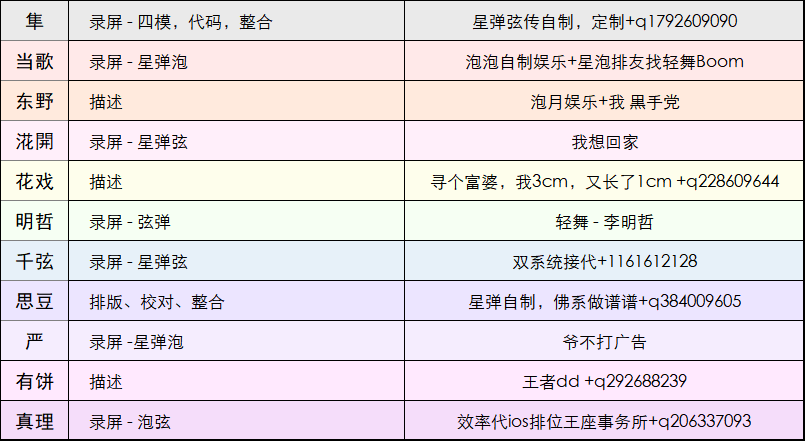 隼 录屏 - 四模，代码，整合 星弹弦传自制，定制+q1792609090
当歌 录屏 - 星弹泡 泡泡自制娱乐+星泡排友找轻舞Boom
东野 描述 泡月娱乐+我 黑手党
漟開 录屏 - 星弹弦 我想回家
花戏 描述 寻个富婆，我3cm，又长了1cm +q228609644
明哲 录屏 - 弦弹 轻舞 - 李明哲
千弦 录屏 - 星弹弦 双系统接代+1161612128
思豆 排版、校对、整合 星弹自制，佛系做谱谱+q384009605
严 录屏 -星弹泡 爷不打广告
有饼 描述 王者dd +q292688239
真理 录屏 - 泡弦 效率代ios排位王座事务所+q206337093